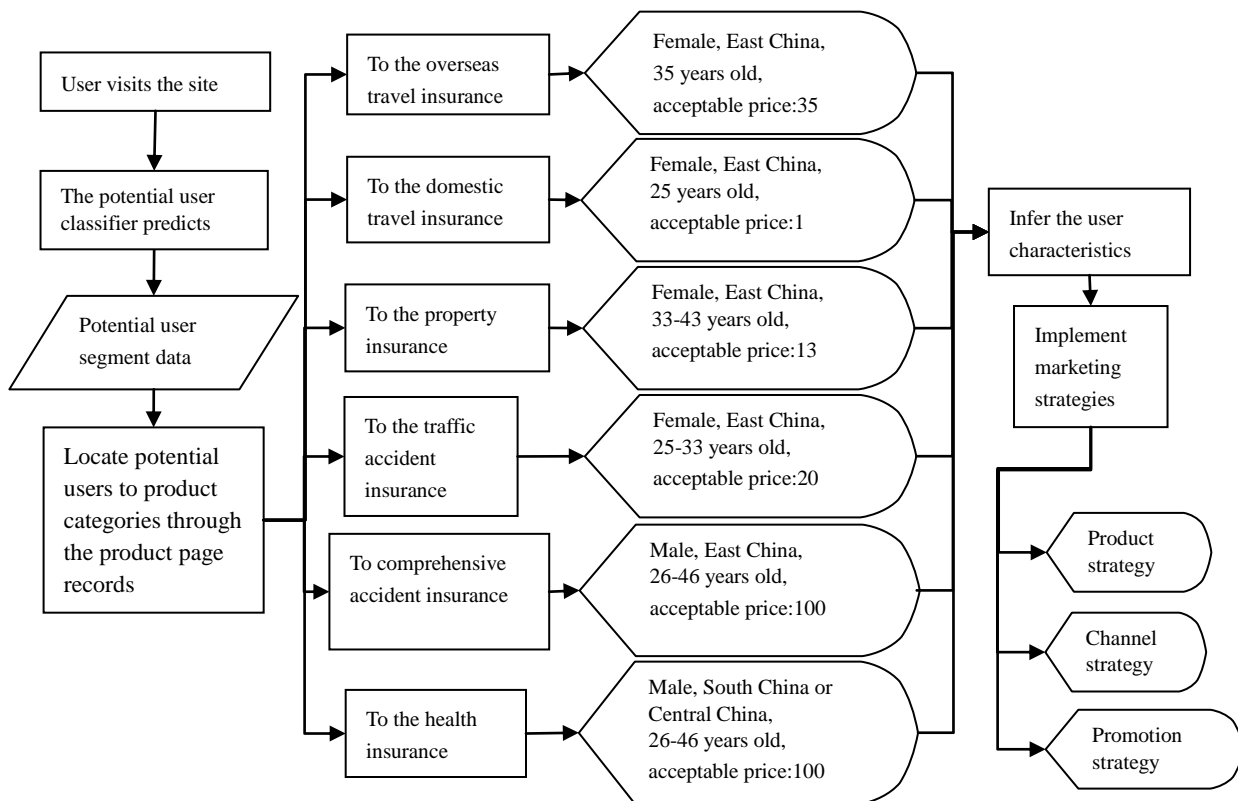 User visits the site
The potential user
classifier predicts
Potential user
segment data
Locate potential
users to product
categories through
the product page
records
To the overseas
travel insurance
To the domestic
travel insurance
To the property
insurance
To the traffic
accident
insurance
To comprehensive
accident insurance
To the health
insurance
Female, East China,
35 years old,
acceptable price:35
Female, East China,
25 years old,
acceptable price:1
Female, East China,
33-43 years old,
acceptable price:13
Female, East China,
25-33 years old,
acceptable price:20
Male, East China,
26-46 years old,
acceptable price:100
Male, South China or
Central China,
26-46 years old,
acceptable price:100
Infer the user
characteristics
Implement
marketing
strategies
Product
strategy
Channel
strategy
Promotion
strategy